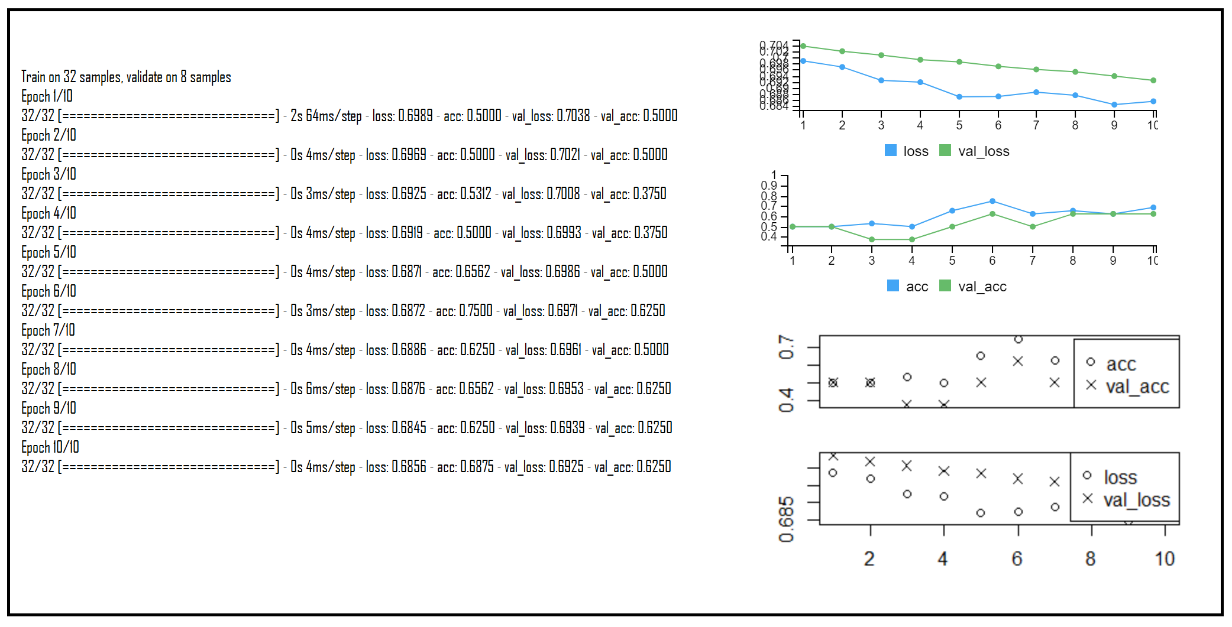 Train on 32 samples, validate on 8 samples
Epoch 1/10
32/32 [==============================] - 2s 64ms/step - loss: 0.6989 - acc: 0.5000 - val_loss: 0.7038 - val_acc: 0.5000
Epoch 2/10
32/32 [==============================] - 0s 4ms/step - loss: 0.6969 - acc: 0.5000 - val_loss: 0.7021 - val_acc: 0.5000
Epoch 3/10
32/32 [==============================] - 0s 3ms/step - loss: 0.6925 - acc: 0.5312 - val_loss: 0.7008 - val_acc: 0.3750
Epoch 4/10
32/32 [==============================] - 0s 4ms/step - loss: 0.6919 - acc: 0.5000 - val_loss: 0.6993 - val_acc: 0.3750
Epoch 5/10
32/32 [==============================] - 0s 4ms/step - loss: 0.6871 - acc: 0.6562 - val_loss: 0.6986 - val_acc: 0.5000
Epoch 6/10
32/32 [==============================] - 0s 3ms/step - loss: 0.6872 - acc: 0.7500 - val_loss: 0.6971 - val_acc: 0.6250
Epoch 7/10
32/32 [==============================] - 0s 4ms/step - loss: 0.6886 - acc: 0.6250 - val_loss: 0.6961 - val_acc: 0.5000
Epoch 8/10
32/32 [==============================] - 0s 6ms/step - loss: 0.6876 - acc: 0.6562 - val_loss: 0.6953 - val_acc: 0.6250
Epoch 9/10
32/32 [==============================] - 0s 5ms/step - loss: 0.6845 - acc: 0.6250 - val_loss: 0.6939 - val_acc: 0.6250
Epoch 10/10
32/32 [==============================] - 0s 4ms/step - loss: 0.6856 - acc: 0.6875 - val_loss: 0.6925 - val_acc: 0.6250
0.704
0.702
0.684
1 2 3 4 5 6 7 8 9 10
loss val_loss
1
0.9
0.8
0.7
0.6
0.5
0.4
1 2 3 4 5 6 7 8 9 10
acc val_acc
0.7
0.4
acc
val_acc
0.685
loss
val_loss
2 4 6 8 10